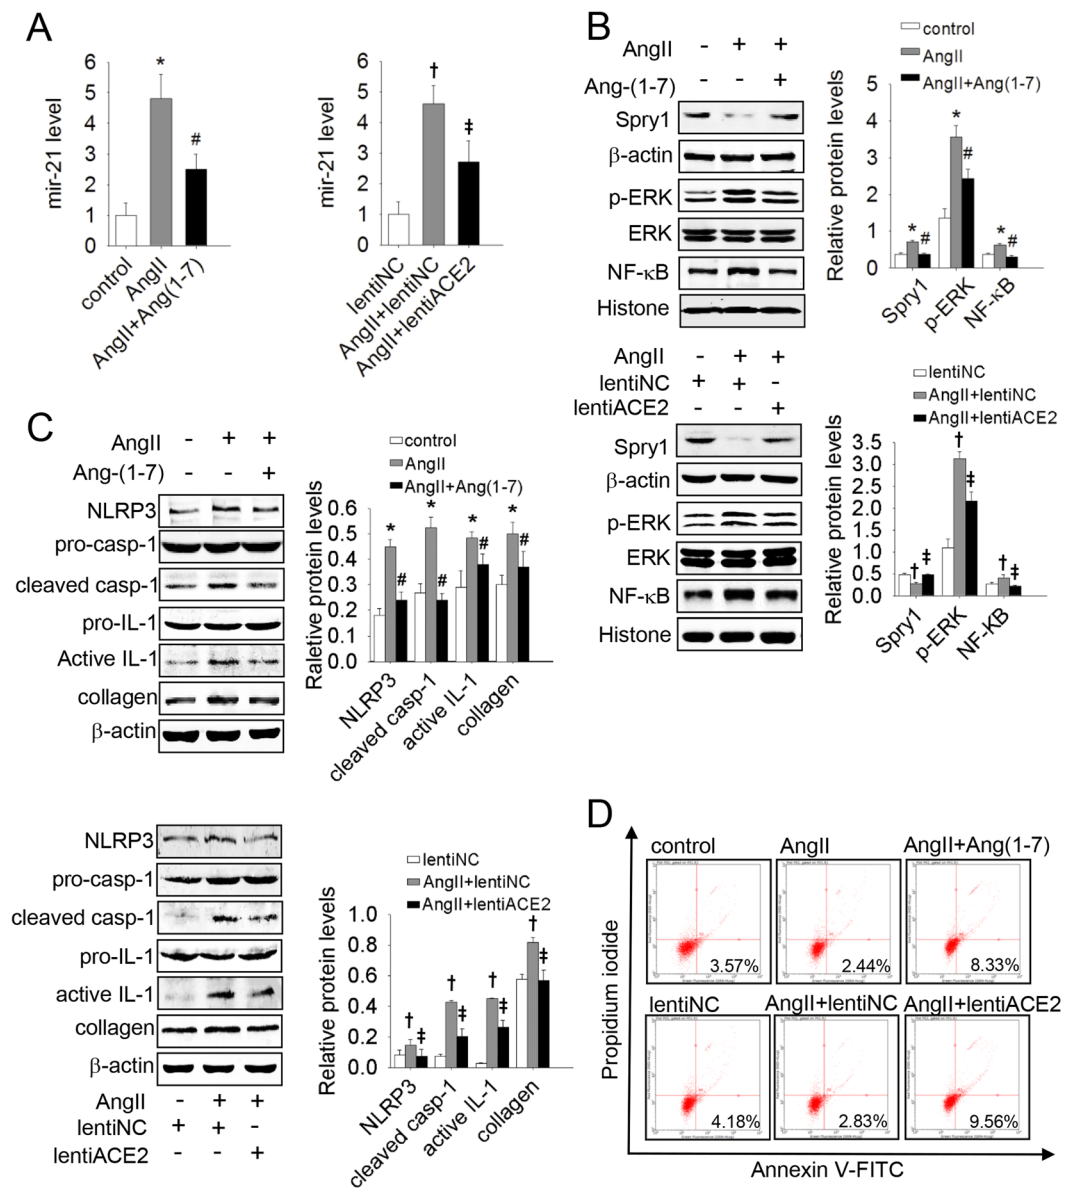 A
mir-21 level
6
5
4
3
2
1
0
*
#
control
AngII
AngII+Ang(1-7)
mir-21 level
6
5
4
3
2
1
0
†
‡
lentiNC
AngII+lentiNC
AngII+lentiACE2
B
AngII - + +
Ang-(1-7) - - +
Spry1
β-actin
p-ERK
ERK
NF-κB
Histone
control
AngII
AngII+Ang(1-7)
Relative protein levels
5
4
3
2
1
0
* # * # * #
Spry1
p-ERK
NF-κB
AngII - + +
lentiNC + + -
lentiACE2 - - +
Spry1
β-actin
p-ERK
ERK
NF-κB
Histone
lentiNC
AngII+lentiNC
AngII+lentiACE2
Relative protein levels
3.5
3.0
2.5
2.0
1.5
1.0
0.5
0.0
† ‡ † ‡ † ‡
Spry1
p-ERK
NF-KB
C
AngII - + +
Ang-(1-7) - - +
NLRP3
pro-casp-1
cleaved casp-1
pro-IL-1
Active IL-1
collagen
β-actin
control
AngII
AngII+Ang(1-7)
Raletive protein levels
0.6
0.5
0.4
0.3
0.2
0.1
0.0
* # * # * # * #
NLRP3
cleaved casp-1
active IL-1
collagen
NLRP3
pro-casp-1
cleaved casp-1
pro-IL-1
active IL-1
collagen
β-actin
AngII - + +
lentiNC + + -
lentiACE2 - - +
lentiNC
AngII+lentiNC
AngII+lentiACE2
Relative protein levels
1.0
0.8
0.6
0.4
0.2
0.0
† ‡ † ‡ † ‡ † ‡
NLRP3
cleaved casp-1
active IL-1
collagen
D
Propidium iodide
control
3.57%
AngII
2.44%
AngII+Ang(1-7)
8.33%
lentiNC
4.18%
AngII+lentiNC
2.83%
AngII+lentiACE2
9.56%
Annexin V-FITC